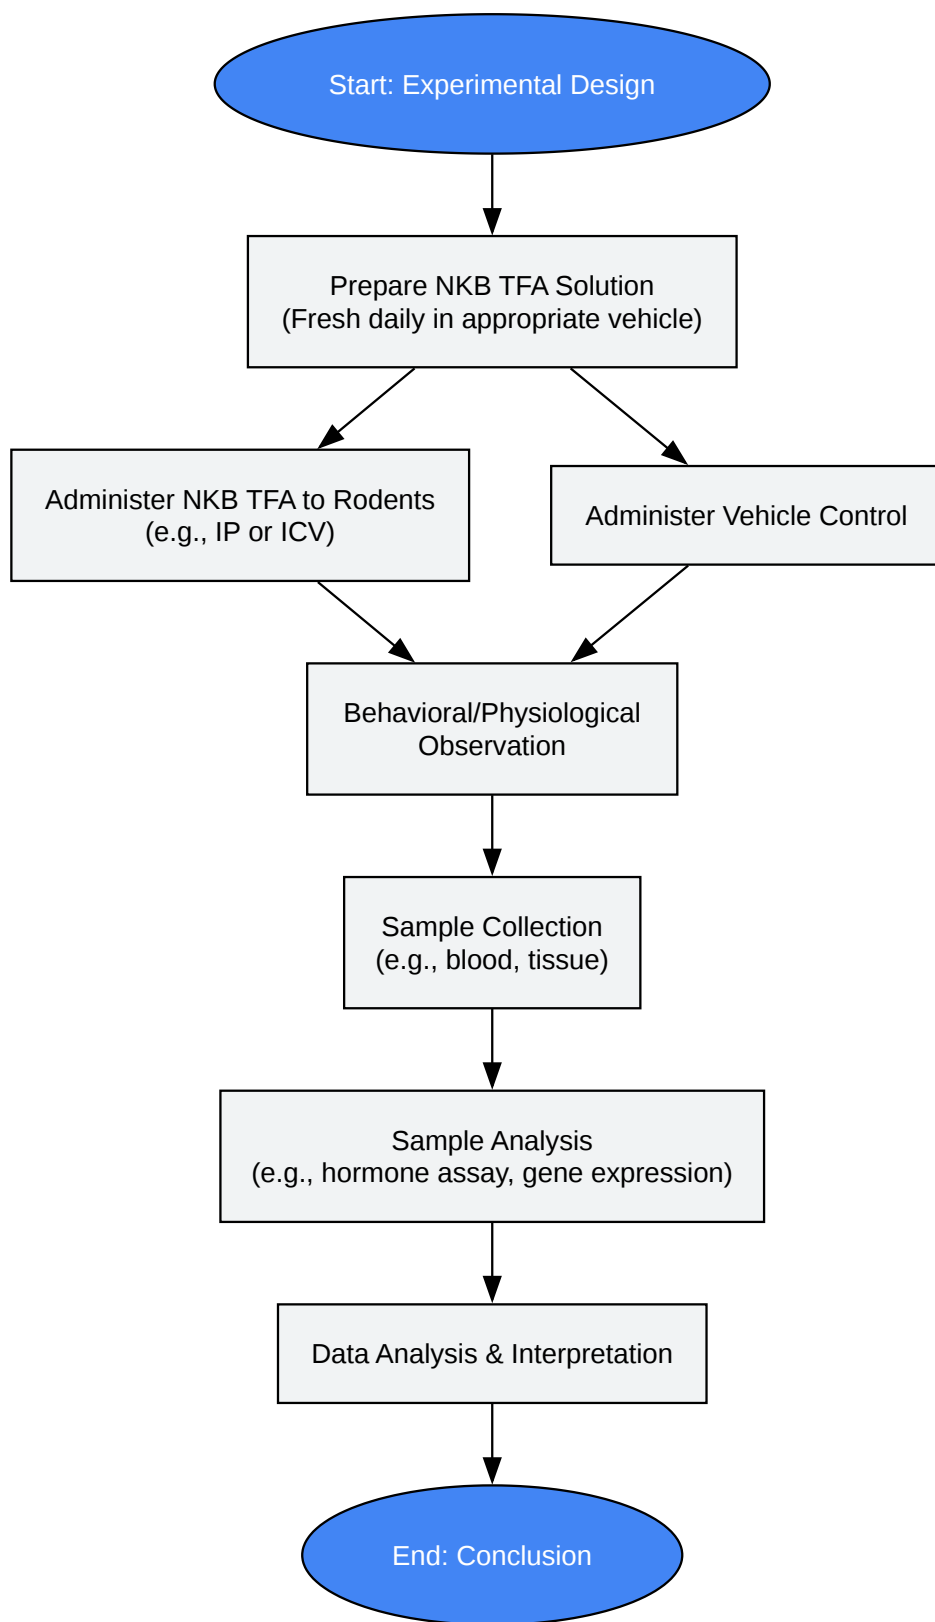 Start: Experimental Design
Prepare NKB TFA Solution
(Fresh daily in appropriate vehicle)
Administer NKB TFA to Rodents
(e.g., IP or ICV)
Administer Vehicle Control
Behavioral/Physiological
Observation
Sample Collection
(e.g., blood, tissue)
Sample Analysis
(e.g., hormone assay, gene expression)
Data Analysis & Interpretation
End: Conclusion